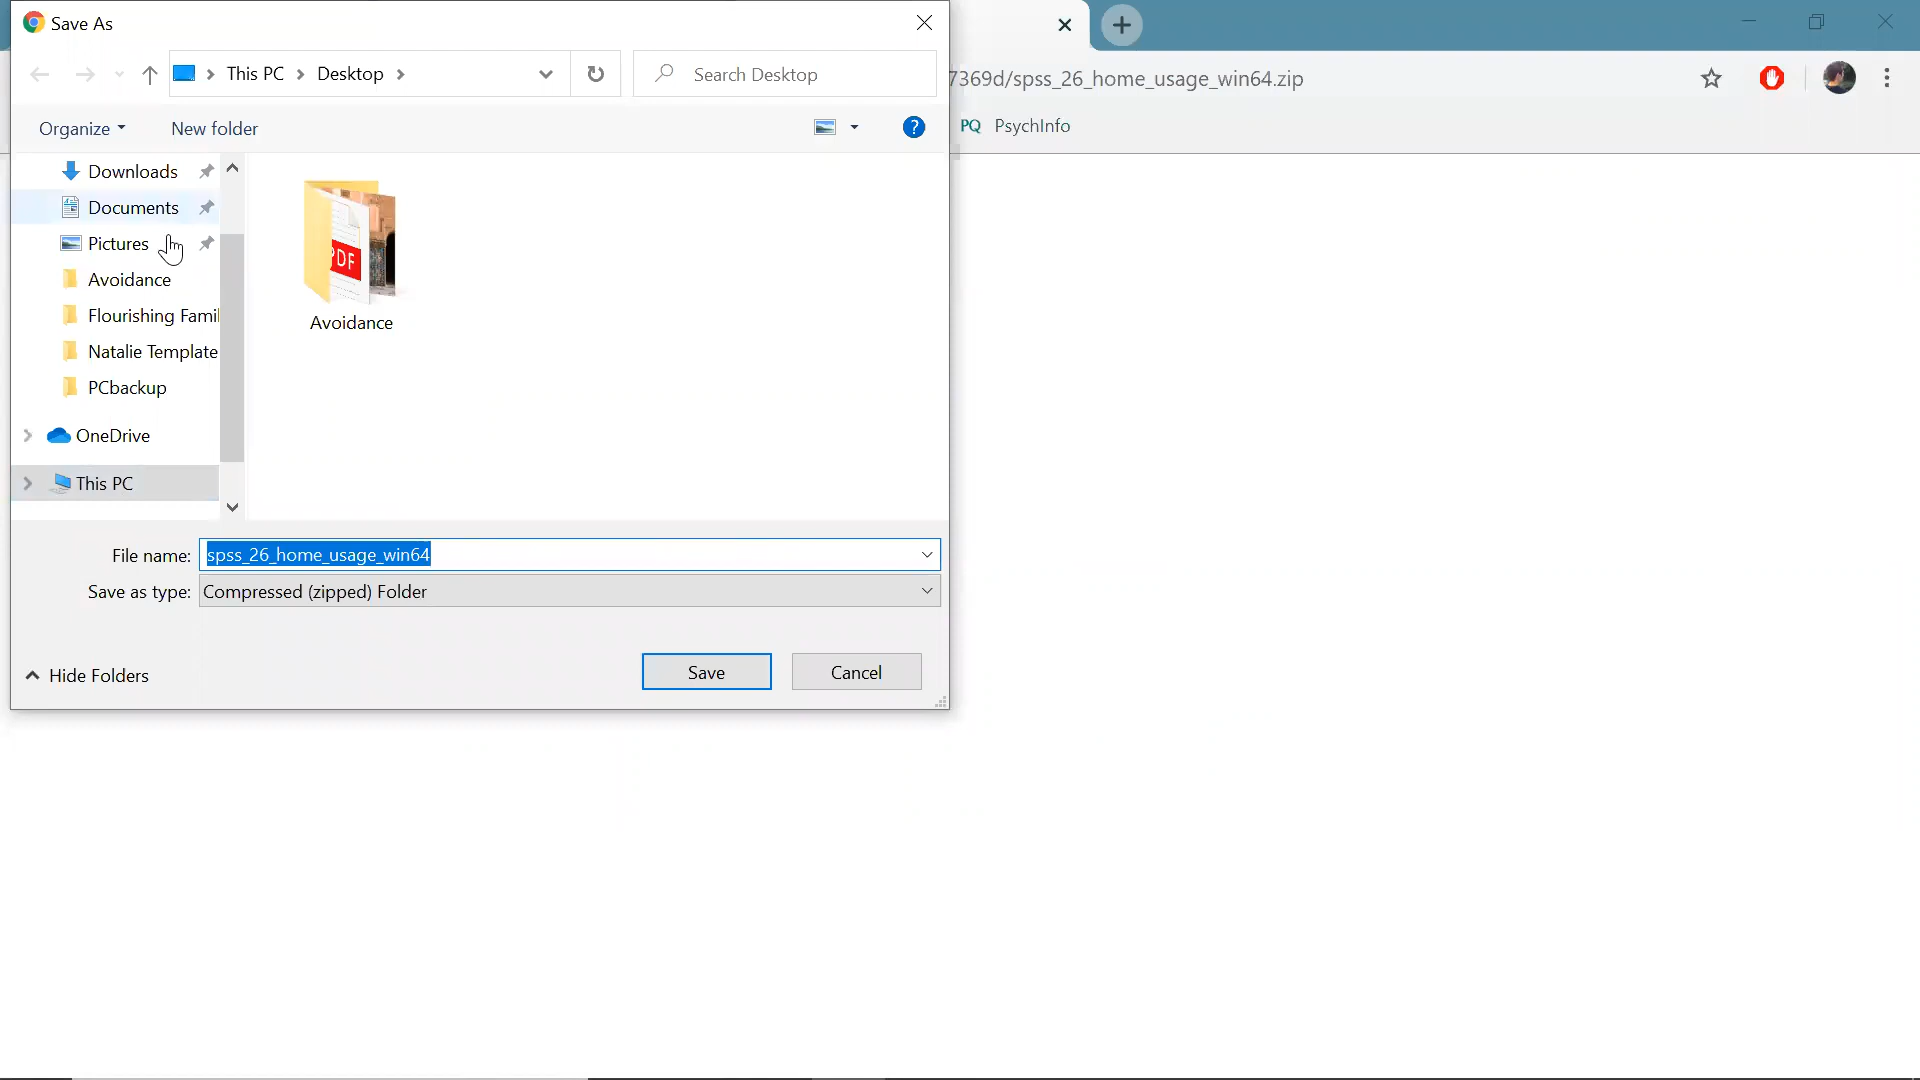 Save As
This PC
Desktop
Search Desktop
7369d/spss_26_home_usage_win64.zip
Organize
New folder
?
PQ PsychInfo
Downloads
Documents
Pictures
Avoidance
Flourishing Famil
Natalie Template
PCbackup
OneDrive
This PC
PDF
Avoidance
File name: spss_26_home_usage_win64
Save as type: Compressed (zipped) Folder
Hide Folders
Save
Cancel